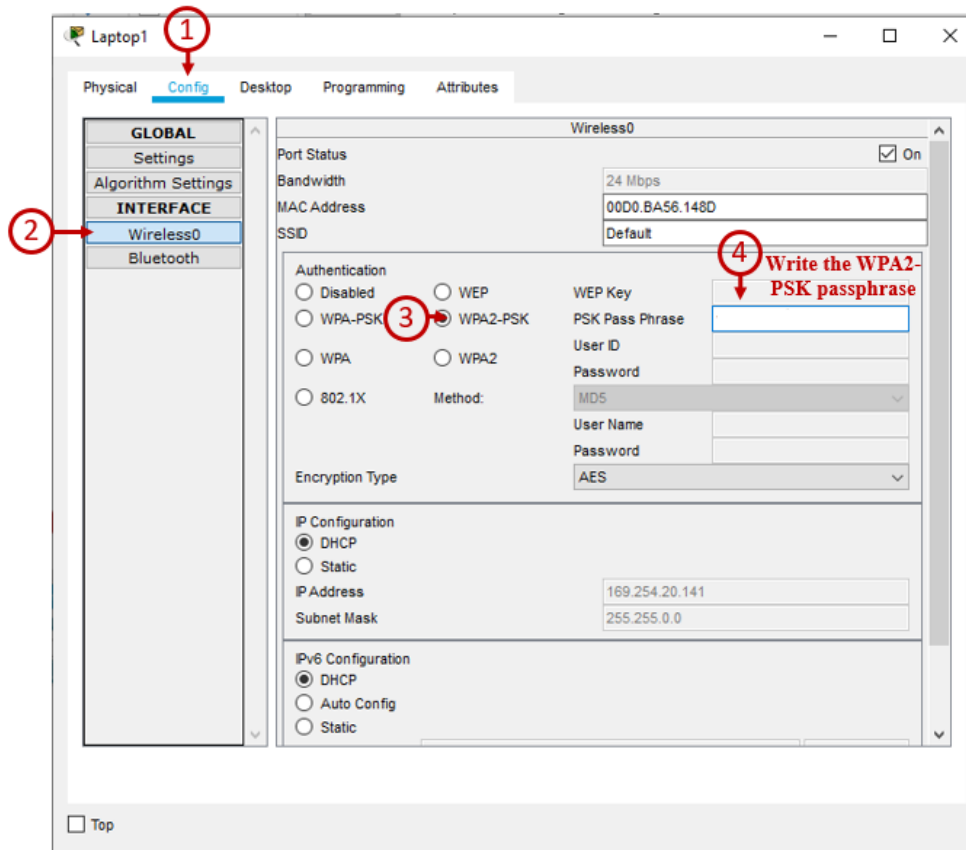 1
Laptop1
Physical Config Desktop Programming Attributes
GLOBAL
Settings
Algorithm Settings
INTERFACE
2
Wireless0
Bluetooth
Wireless0
Port Status On
Bandwidth 24 Mbps
MAC Address 00D0.BA56.148D
SSID Default
4 Write the WPA2-
PSK passphrase
Authentication
Disabled WEP WEP Key
WPA-PSK 3 WPA2-PSK PSK Pass Phrase
User ID
WPA WPA2
Password
802.1X Method: MD5
User Name
Password
Encryption Type AES
IP Configuration
DHCP
Static
IP Address 169.254.20.141
Subnet Mask 255.255.0.0
IPv6 Configuration
DHCP
Auto Config
Static
Top